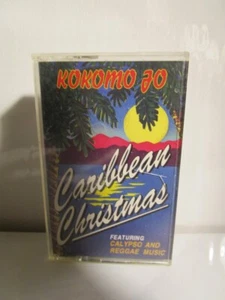 KOKOMO JO
Caribbean
Christmas
FEATURING
CALYPSO AND
REGGAE MUSIC